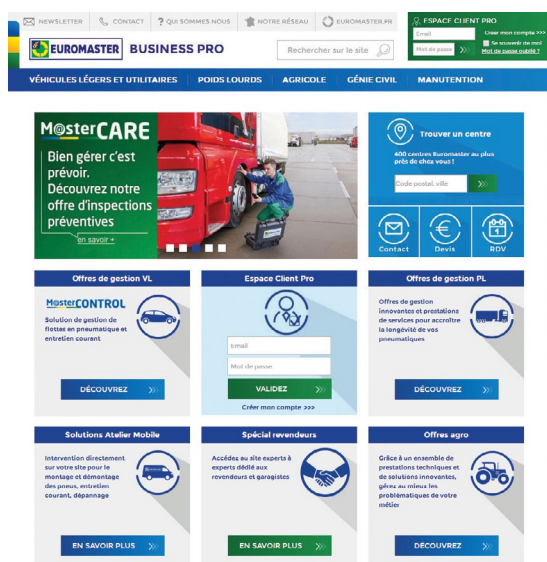 NEWSLETTER
CONTACT
? QUI SOMMES NOUS
NOTRE RÉSEAU
EUROMASTER.FR
ESPACE CLIENT PRO
Email
Créer mon compte >>>
Se souvenir de moi
Mot de passe
Mot de passe oublié ?
EUROMASTER BUSINESS PRO
Rechercher sur le site
VÉHICULES LÉGERS ET UTILITAIRES
POIDS LOURDS
AGRICOLE
GÉNIE CIVIL
MANUTENTION
M@sterCARE
Bien gérer c'est
prévoir.
Découvrez notre
offre d'inspections
préventives
en savoir +
Trouver un centre
400 centres Euromaster au plus
près de chez vous !
Code postal, ville
Contact
Devis
RDV
Offres de gestion VL
MasterCONTROL
Solution de gestion de
flottes en pneumatique et
entretien courant
DÉCOUVREZ
Espace Client Pro
Email
Mot de passe
VALIDEZ
Créer mon compte >>>
Offres de gestion PL
Offres de gestion
innovantes et prestations
de services pour accroître
la longévité de vos
pneumatiques
DÉCOUVREZ
Solutions Atelier Mobile
Intervention directement
sur votre site pour le
montage et démontage
des pneus, entretien
courant, dépannage
EN SAVOIR PLUS
Spécial revendeurs
Accédez au site experts à
experts dédié aux
revendeurs et garagistes
EN SAVOIR PLUS
Offres agro
Grâce à un ensemble de
prestations techniques et
de solutions innovantes,
gérez au mieux les
problématiques de votre
métier
DÉCOUVREZ